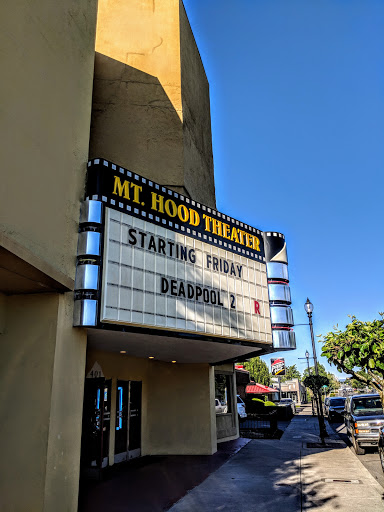 MT. HOOD THEATER
STARTING FRIDAY
DEADPOOL 2 R